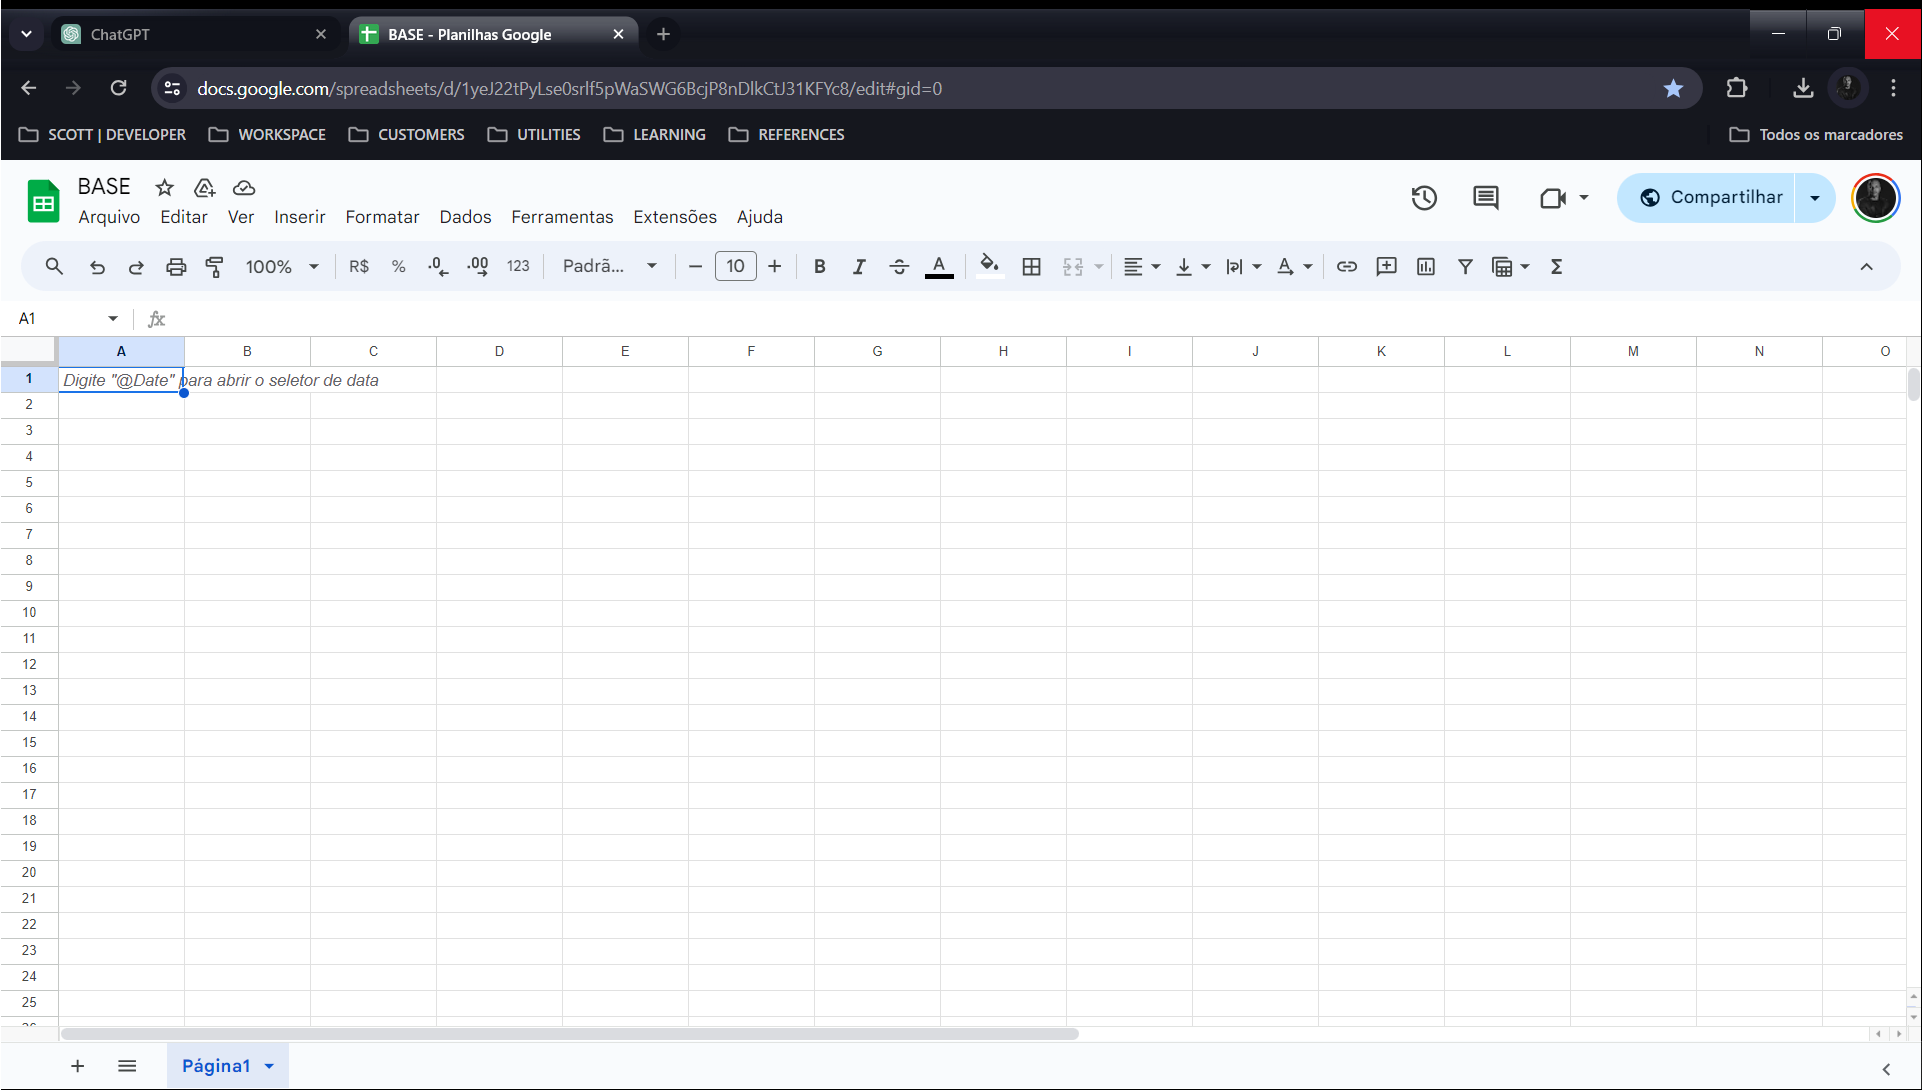 ChatGPT
BASE - Planilhas Google
docs.google.com/spreadsheets/d/1yeJ22tPyLse0srlf5pWaSWG6BcjP8nDlkCtJ31KFYc8/edit#gid=0
SCOTT | DEVELOPER WORKSPACE CUSTOMERS UTILITIES LEARNING REFERENCES Todos os marcadores
BASE
Arquivo Editar Ver Inserir Formatar Dados Ferramentas Extensões Ajuda
Compartilhar
100% R$ % .0 .00 123 Padrã... 10 B I A A
A1 fx
A B C D E F G H I J K L M N O
1 Digite "@Date" para abrir o seletor de data
2
3
4
5
6
7
8
9
10
11
12
13
14
15
16
17
18
19
20
21
22
23
24
25
26
Página1